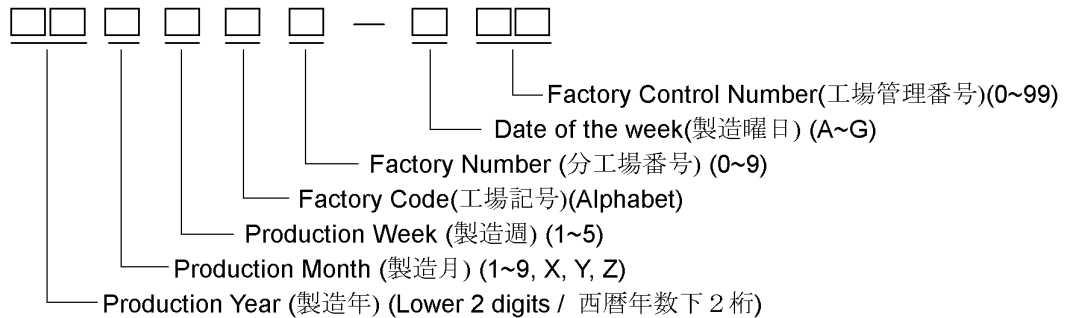 Factory Control Number(工場管理番号)(0~99)
Date of the week(製造曜日) (A~G)
Factory Number (分工場番号) (0~9)
Factory Code(工場記号)(Alphabet)
Production Week (製造週) (1~5)
Production Month (製造月) (1~9, X, Y, Z)
Production Year (製造年) (Lower 2 digits / 西暦年数下２桁)